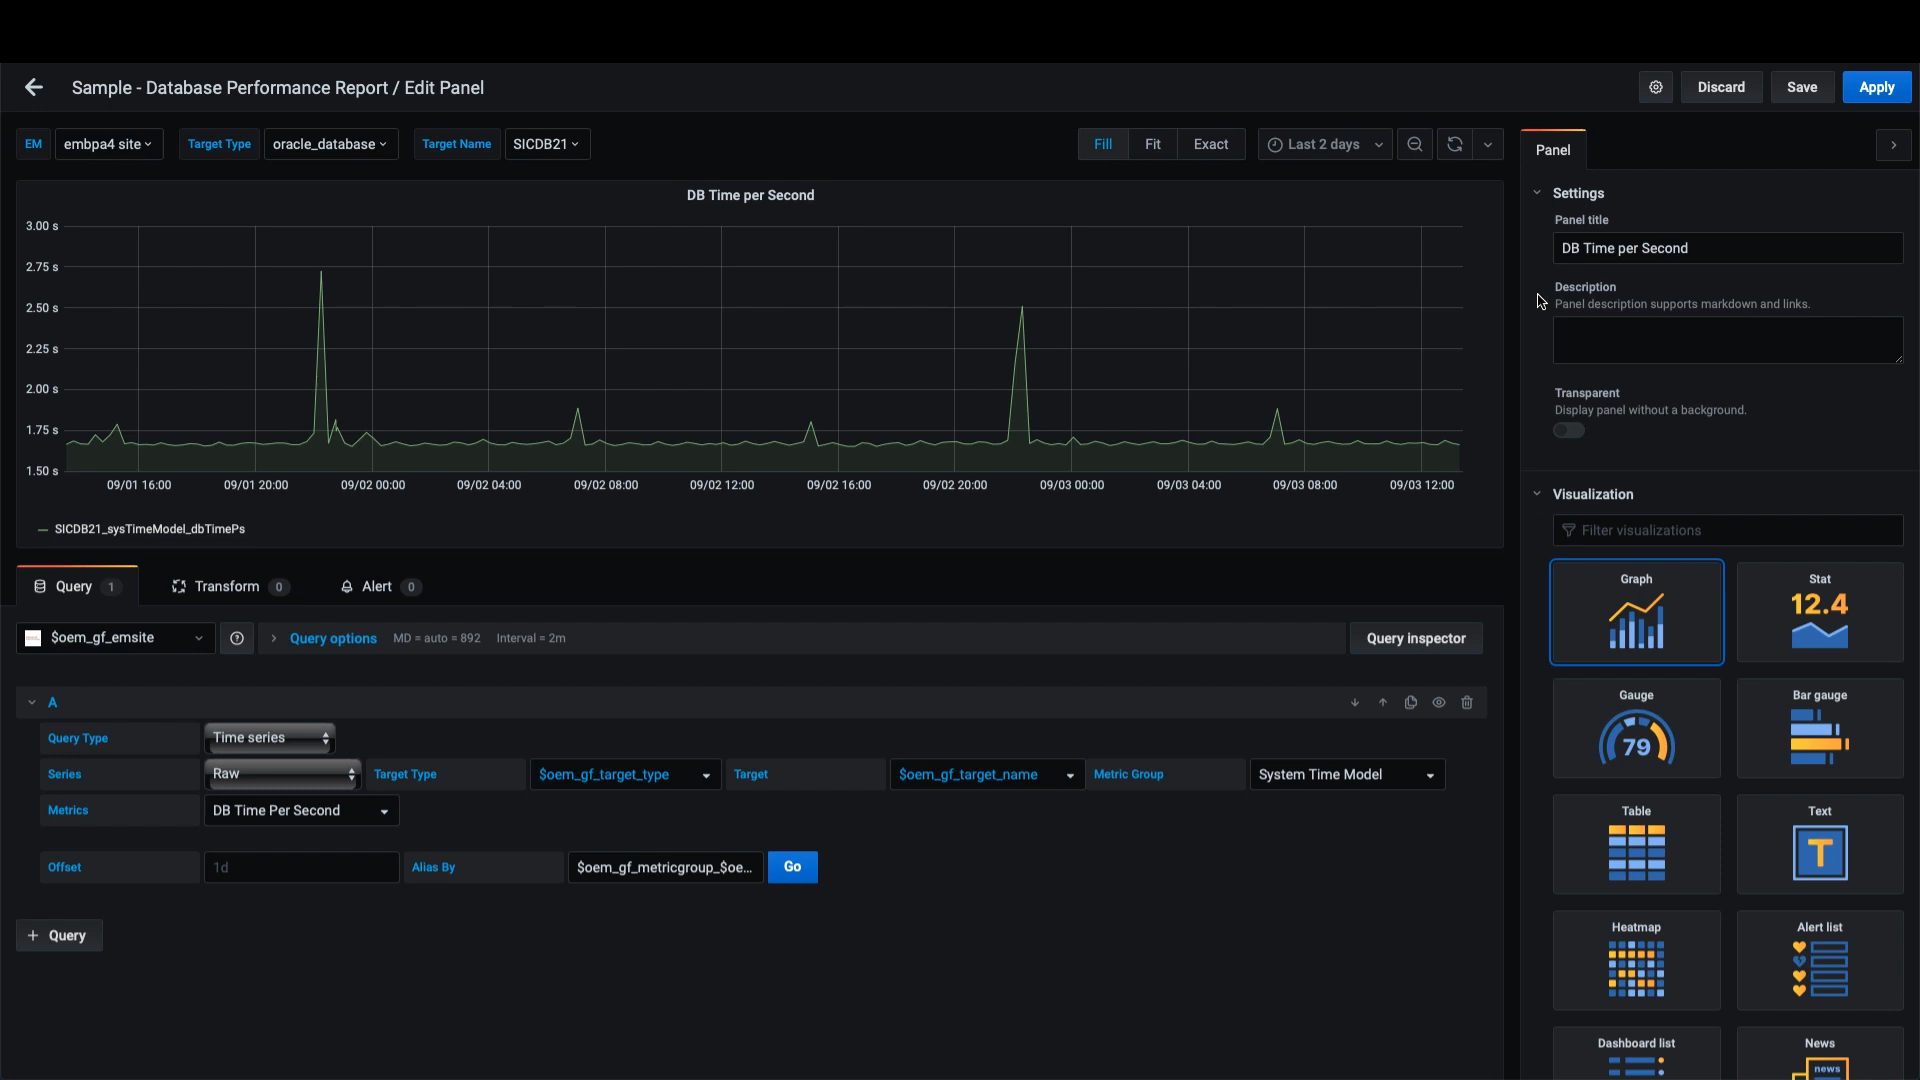 Sample - Database Performance Report / Edit Panel
Discard
Save
Apply
EM
embpa4 site
Target Type
oracle_database
Target Name
SICDB21
Fill
Fit
Exact
Last 2 days
DB Time per Second
3.00 s
2.75 s
2.50 s
2.25 s
2.00 s
1.75 s
1.50 s
09/01 16:00
09/01 20:00
09/02 00:00
09/02 04:00
09/02 08:00
09/02 12:00
09/02 16:00
09/02 20:00
09/03 00:00
09/03 04:00
09/03 08:00
09/03 12:00
SICDB21_sysTimeModel_dbTimePs
Query 1
Transform 0
Alert 0
$oem_gf_emsite
Query options MD = auto = 892 Interval = 2m
Query inspector
A
Query Type
Time series
Series
Raw
Target Type
$oem_gf_target_type
Target
$oem_gf_target_name
Metric Group
System Time Model
Metrics
DB Time Per Second
Offset
1d
Alias By
$oem_gf_metricgroup_$oe...
Go
+ Query
Panel
Settings
Panel title
DB Time per Second
Description
Panel description supports markdown and links.
Transparent
Display panel without a background.
Visualization
Filter visualizations
Graph
Stat
12.4
Gauge
79
Bar gauge
Table
Text
T
Heatmap
Alert list
Dashboard list
News
news